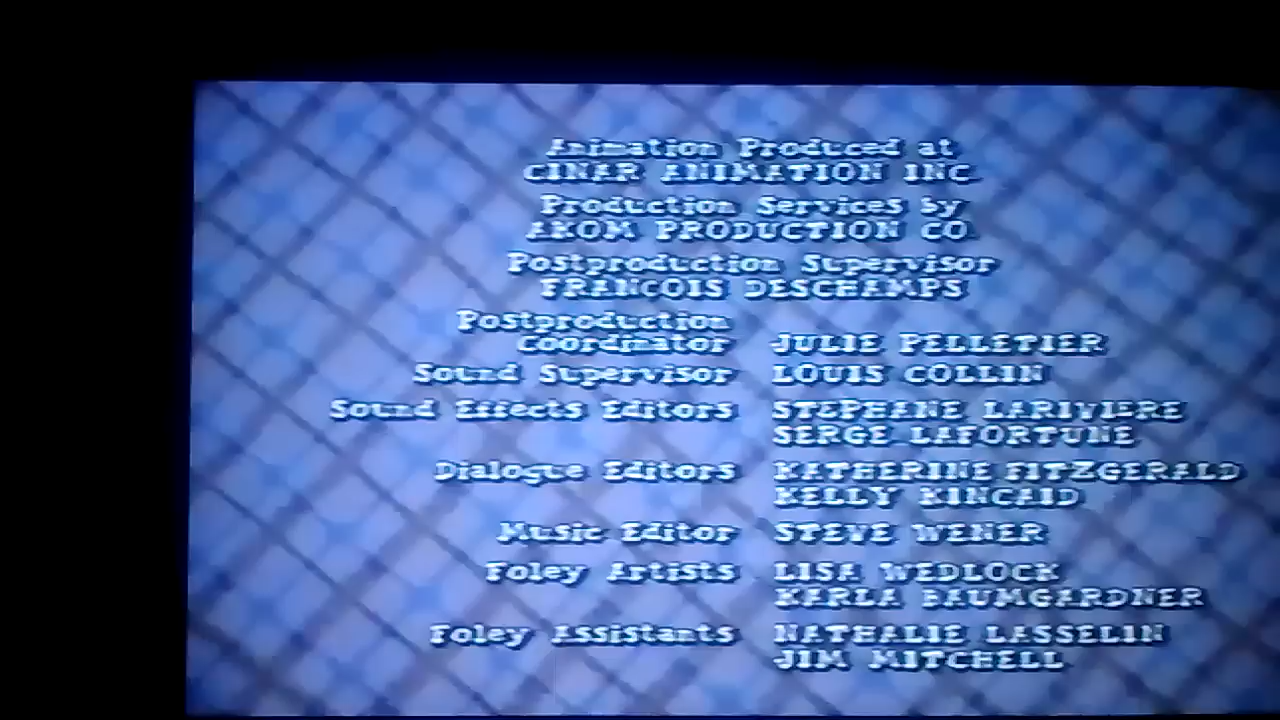 Animation Produced at
CINAR ANIMATION INC.
Production Services by
AKOM PRODUCTION CO.
Postproduction Supervisor
FRANCOIS DESCHAMPS
Postproduction
Coordinator JULIE PELLETIER
Sound Supervisor LOUIS COLLIN
Sound Effects Editors STEPHANE LARIVIERE
SERGE LAFORTUNE
Dialogue Editors KATHERINE FITZGERALD
KELLY KINCAID
Music Editor STEVE WENER
Foley Artists LISA WEDLOCK
KARLA BAUMGARDNER
Foley Assistants NATHALIE LASSELIN
JIM MITCHELL